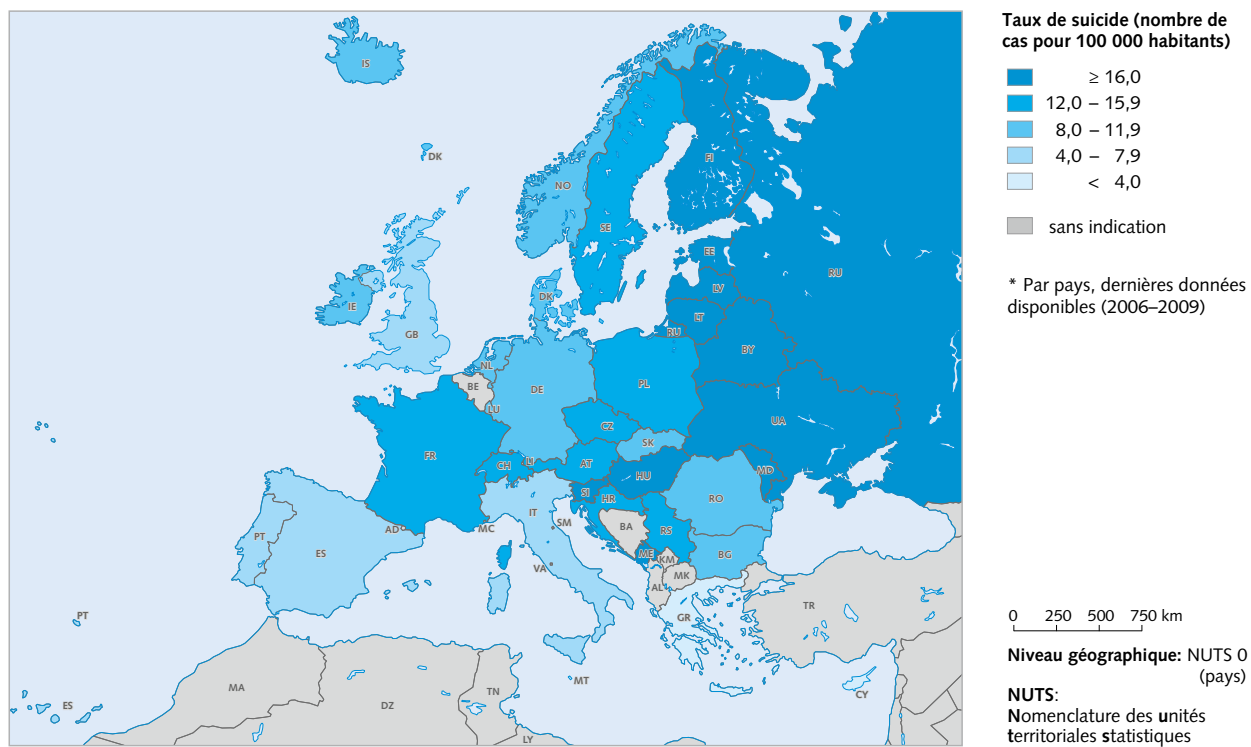 Taux de suicide (nombre de
cas pour 100 000 habitants)
≥ 16,0
12,0 – 15,9
8,0 – 11,9
4,0 – 7,9
< 4,0
sans indication
* Par pays, dernières données
disponibles (2006–2009)
0 250 500 750 km
Niveau géographique: NUTS 0
(pays)
NUTS:
Nomenclature des unités
territoriales statistiques
IS
DK
NO
FI
SE
EE
RU
LV
LT
RU
DK
IE
GB
BY
NL
BE
DE
PL
LU
UA
CZ
SK
FR
CH
LI
AT
HU
MD
SI
HR
RO
IT
SM
BA
RS
AD
MC
PT
ES
ME
KM
BG
VA
MK
AL
TR
GR
PT
MT
MA
TN
CY
ES
DZ
LY